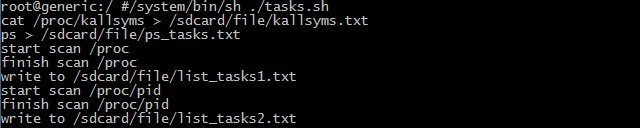 root@generic:/ #/system/bin/sh ./tasks.sh
cat /proc/kallsyms > /sdcard/file/kallsyms.txt
ps > /sdcard/file/ps_tasks.txt
start scan /proc
finish scan /proc
write to /sdcard/file/list_tasks1.txt
start scan /proc/pid
finish scan /proc/pid
write to /sdcard/file/list_tasks2.txt